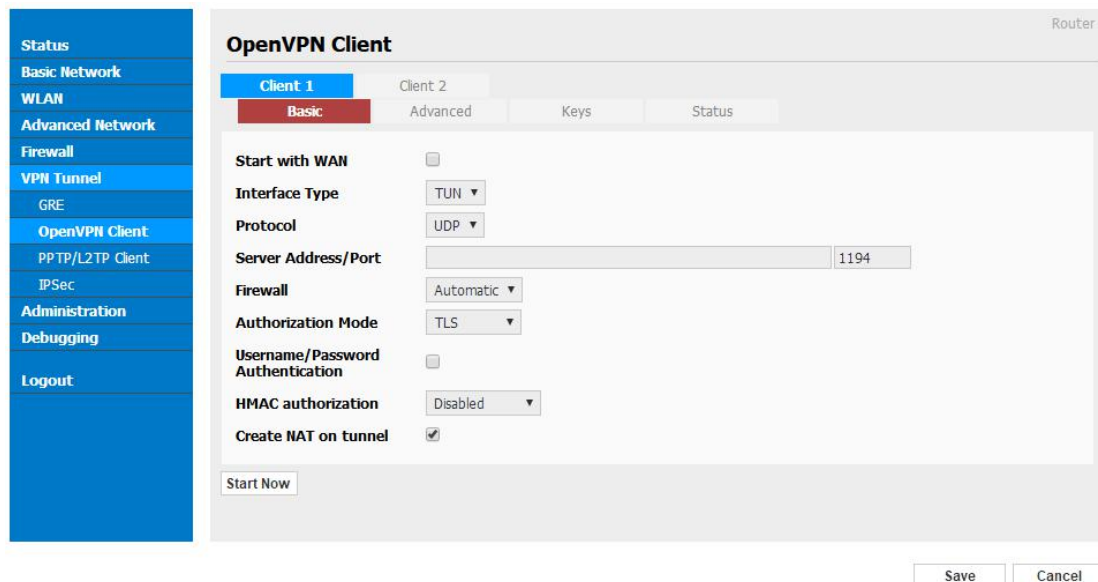 Router
Status
Basic Network
WLAN
Advanced Network
Firewall
VPN Tunnel
GRE
OpenVPN Client
PPTP/L2TP Client
IPSec
Administration
Debugging
Logout
OpenVPN Client
Client 1 Client 2
Basic Advanced Keys Status
Start with WAN
Interface Type TUN
Protocol UDP
Server Address/Port 1194
Firewall Automatic
Authorization Mode TLS
Username/Password
Authentication
HMAC authorization Disabled
Create NAT on tunnel
Start Now
Save Cancel